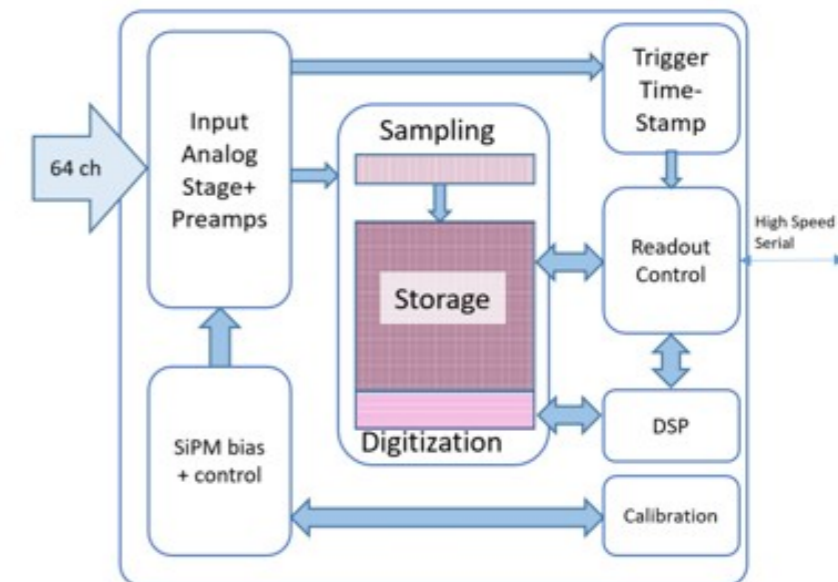 64 ch
Input
Analog
Stage+
Preamps
Sampling
Storage
Digitization
Trigger
Time-
Stamp
Readout
Control
High Speed
Serial
SiPM bias
+ control
DSP
Calibration